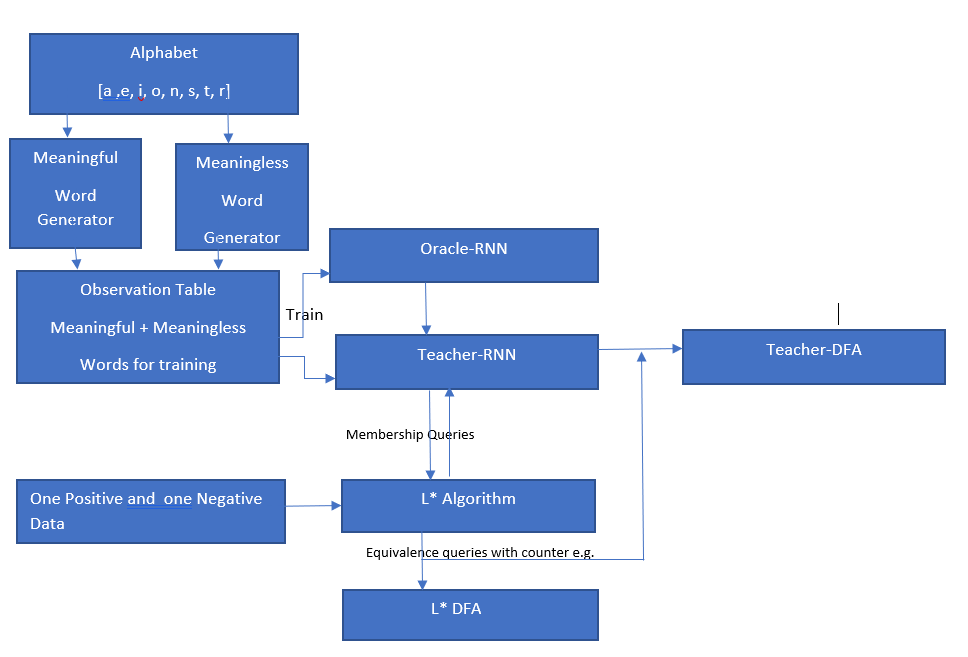 Alphabet
[a ,e, i, o, n, s, t, r]
Meaningful
Word
Generator
Meaningless
Word
Generator
Oracle-RNN
Observation Table
Meaningful + Meaningless
Words for training
Train
Teacher-RNN
Teacher-DFA
Membership Queries
One Positive and  one Negative
Data
L* Algorithm
Equivalence queries with counter e.g.
L* DFA